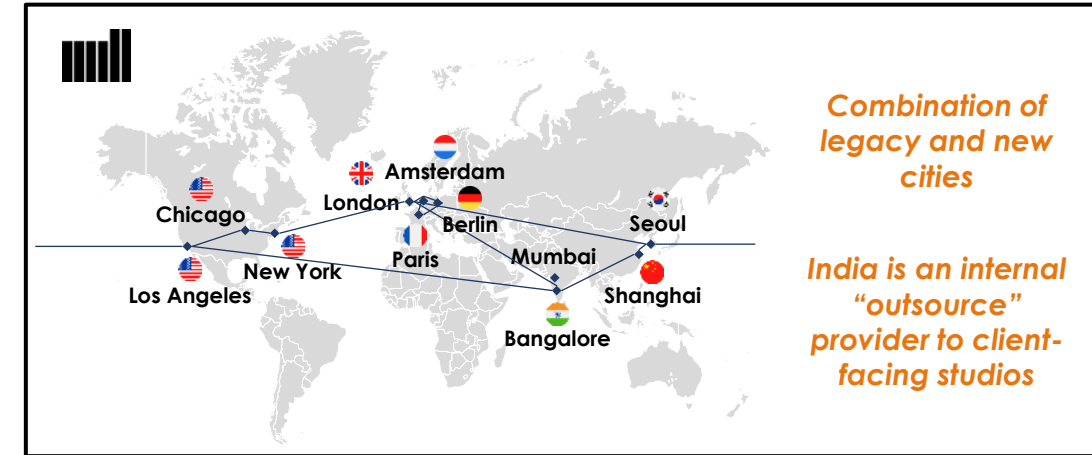 Combination of
legacy and new
cities
Amsterdam
London
Chicago
Berlin
Seoul
New York
Paris
Mumbai
Los Angeles
Shanghai
Bangalore
India is an internal
“outsource”
provider to client-
facing studios